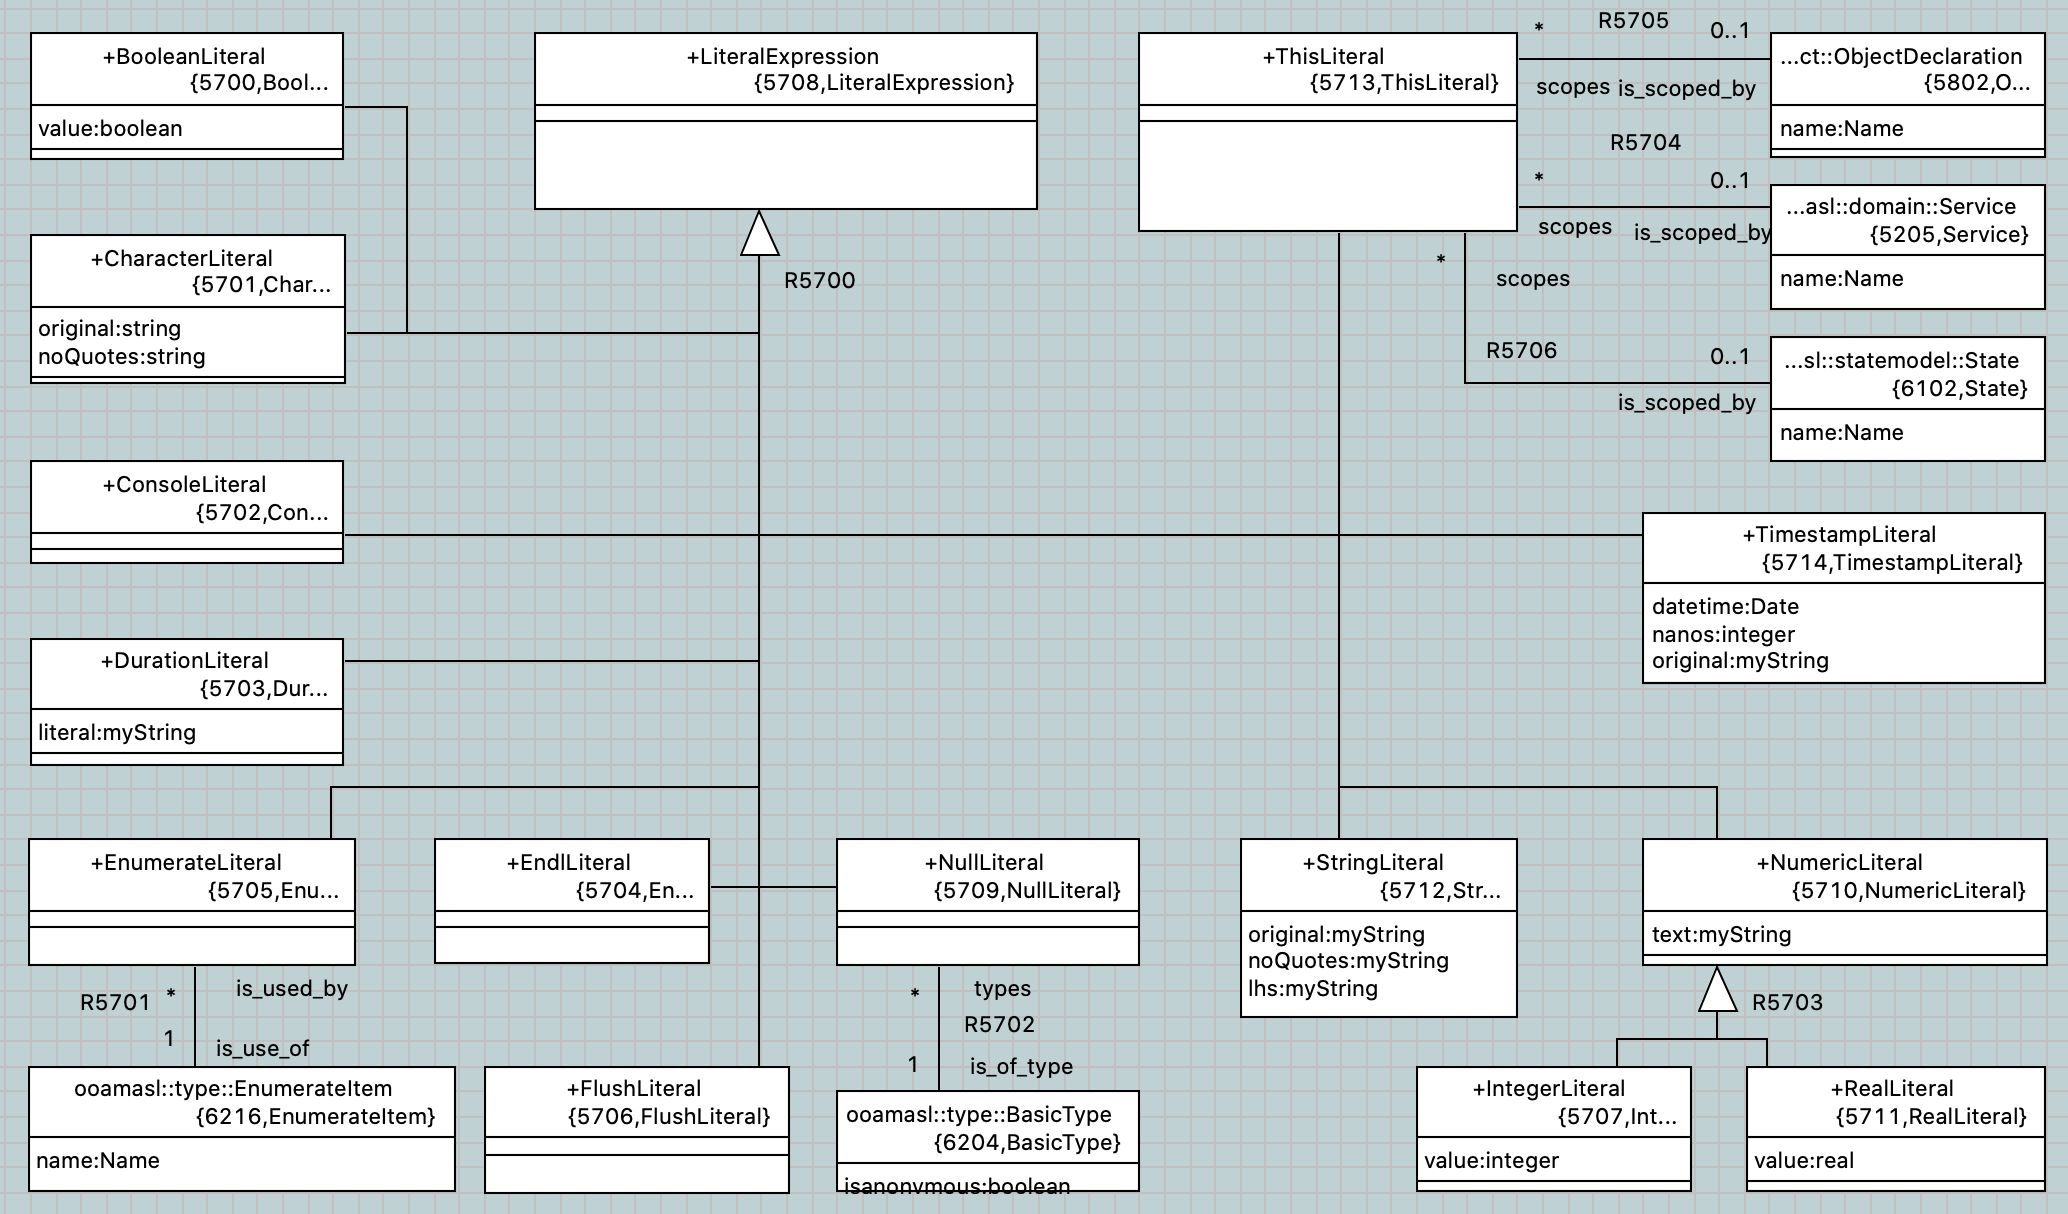 +BooleanLiteral
{5700,Bool...
value:boolean
+LiteralExpression
{5708,LiteralExpression}
+ThisLiteral
{5713,ThisLiteral}
*
R5705
0..1
scopes
is_scoped_by
...ct::ObjectDeclaration
{5802,O...
name:Name
R5704
*
0..1
scopes
is_scoped_by
...asl::domain::Service
{5205,Service}
name:Name
*
scopes
R5706
0..1
is_scoped_by
...sl::statemodel::State
{6102,State}
name:Name
+CharacterLiteral
{5701,Char...
original:string
noQuotes:string
R5700
+ConsoleLiteral
{5702,Con...
+TimestampLiteral
{5714,TimestampLiteral}
datetime:Date
nanos:integer
original:myString
+DurationLiteral
{5703,Dur...
literal:myString
+EnumerateLiteral
{5705,Enu...
+EndlLiteral
{5704,En...
+NullLiteral
{5709,NullLiteral}
+StringLiteral
{5712,Str...
original:myString
noQuotes:myString
lhs:myString
+NumericLiteral
{5710,NumericLiteral}
text:myString
R5701
*
is_used_by
1
is_use_of
*
types
R5702
1
is_of_type
R5703
ooamasl::type::EnumerateItem
{6216,EnumerateItem}
name:Name
+FlushLiteral
{5706,FlushLiteral}
ooamasl::type::BasicType
{6204,BasicType}
isanonymous:boolean
+IntegerLiteral
{5707,Int...
value:integer
+RealLiteral
{5711,RealLiteral}
value:real